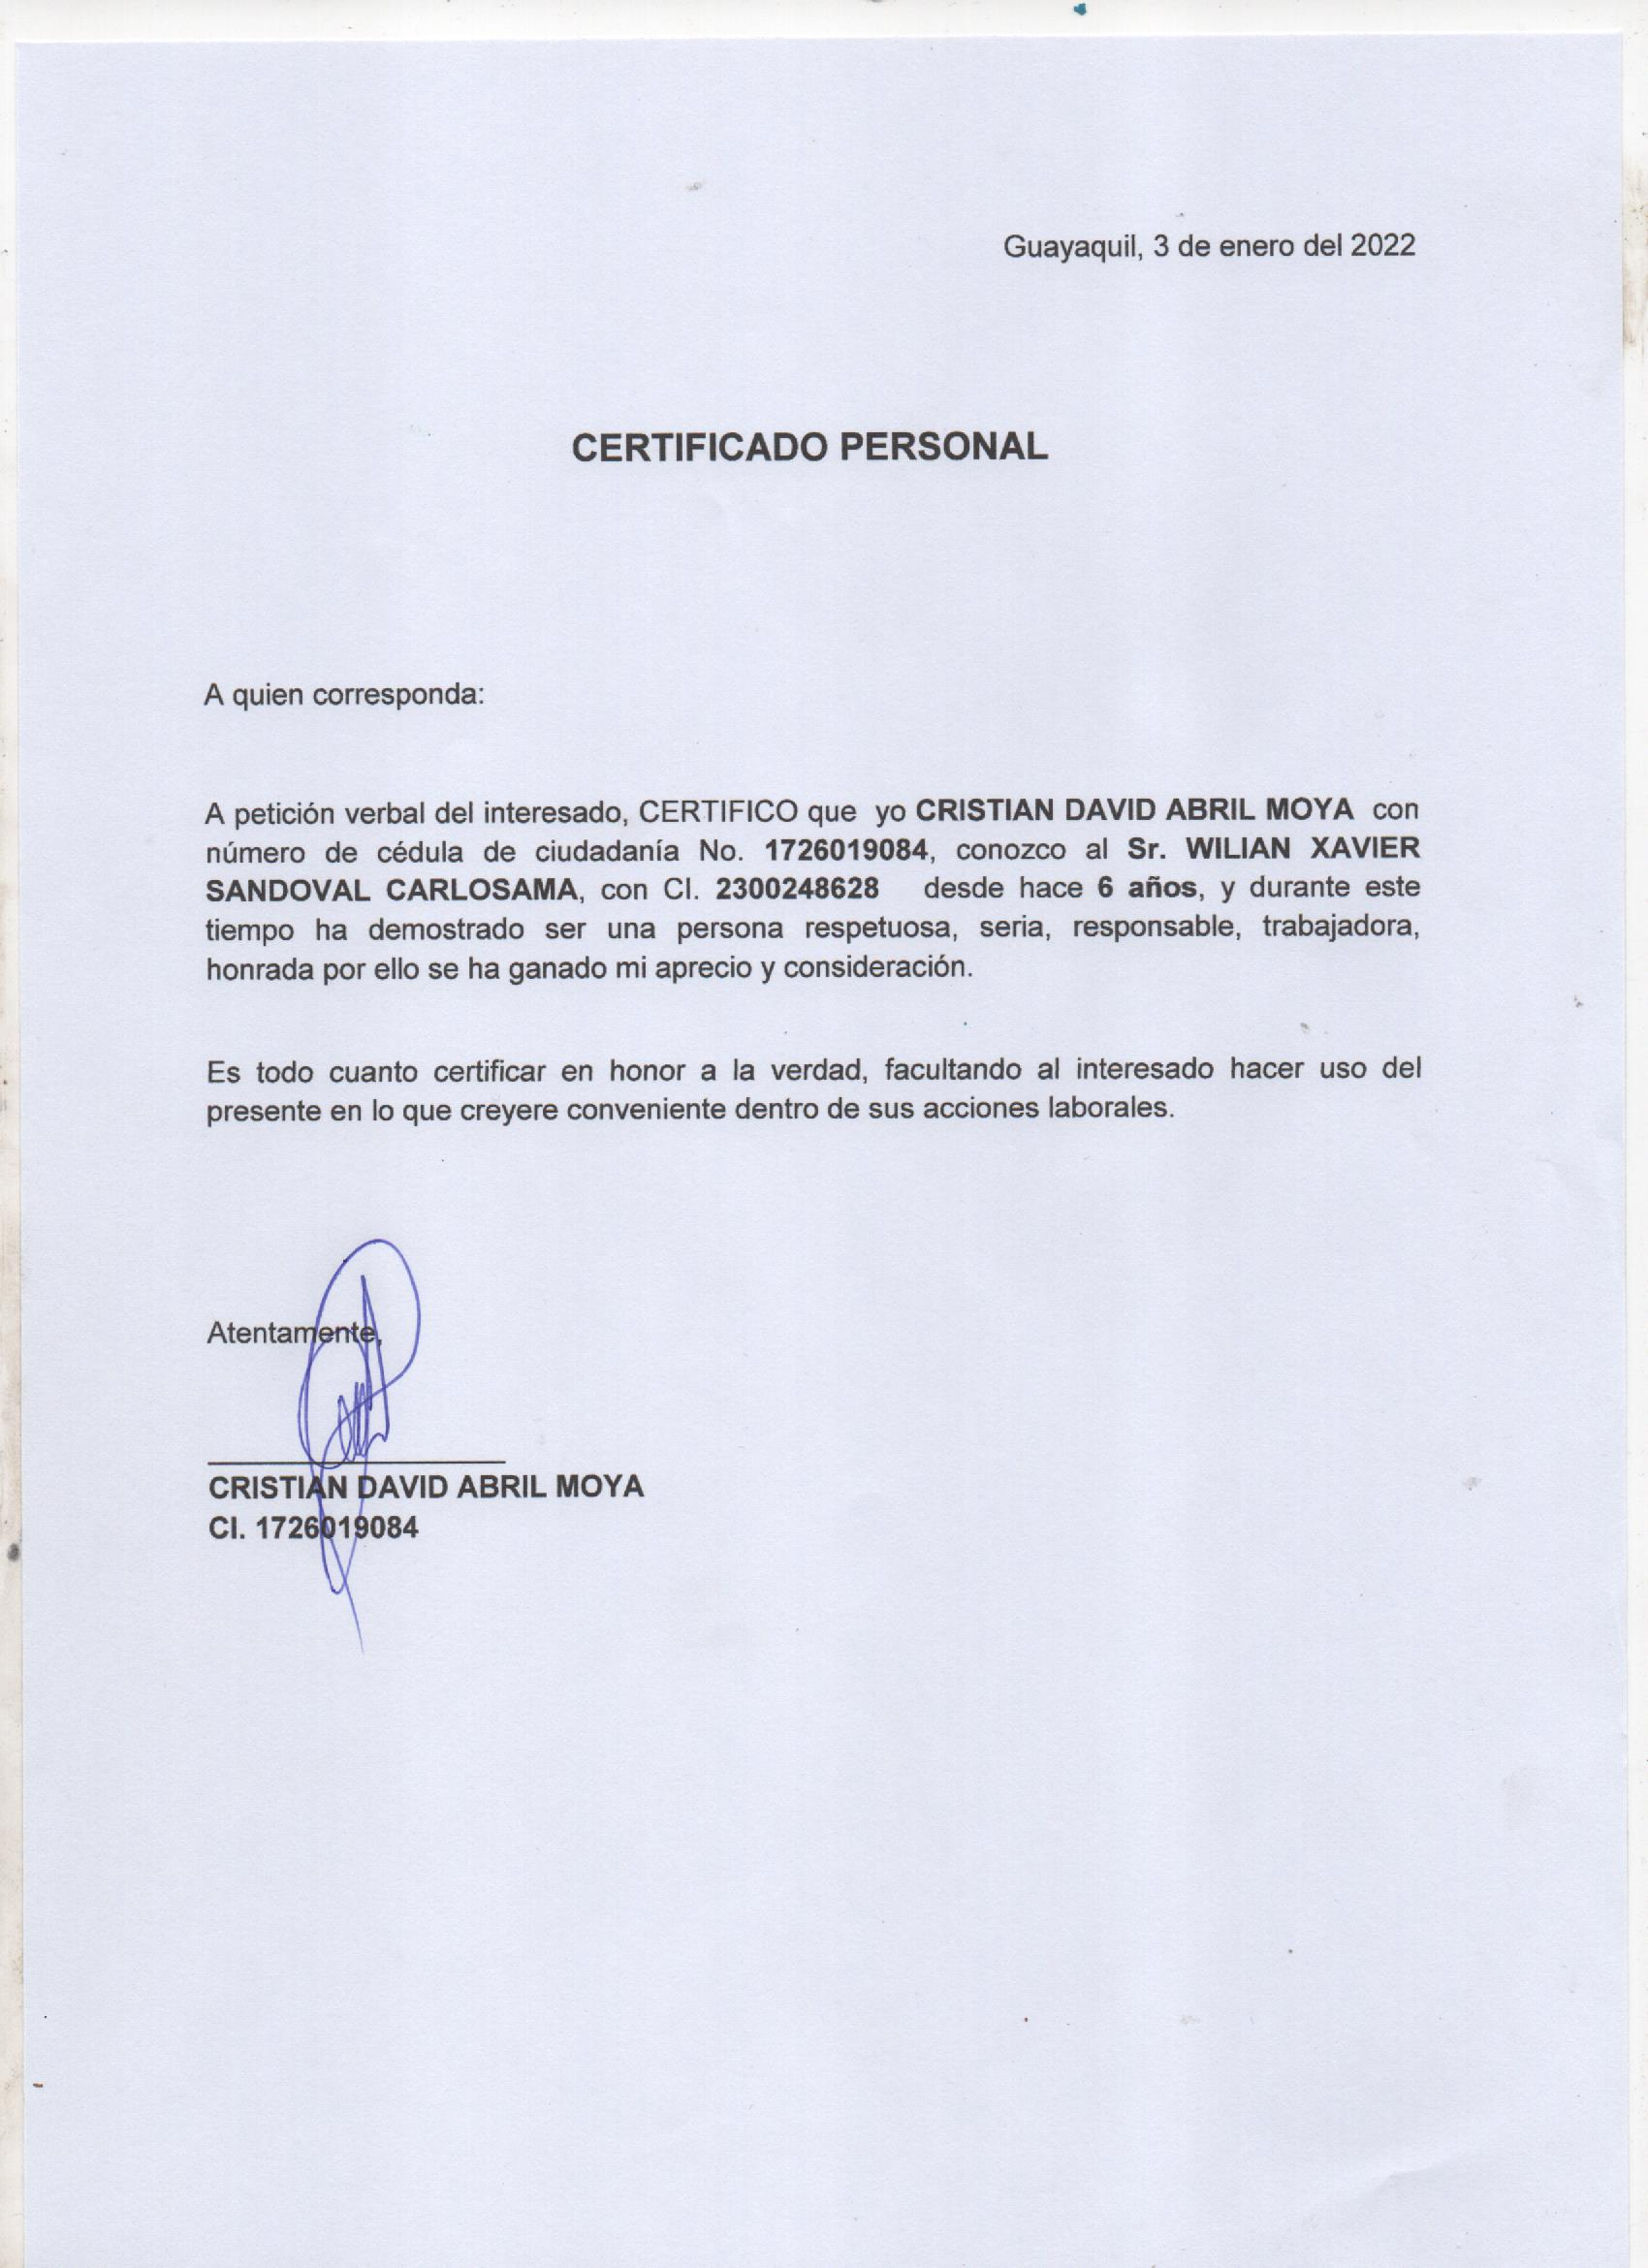 Guayaquil, 3 de enero del 2022
CERTIFICADO PERSONAL
A quien corresponda:
A petición verbal del interesado, CERTIFICO que yo CRISTIAN DAVID ABRIL MOYA con
número de cédula de ciudadanía No. 1726019084, conozco al Sr. WILIAN XAVIER
SANDOVAL CARLOSAMA, con CI. 2300248628 desde hace 6 años, y durante este
tiempo ha demostrado ser una persona respetuosa, seria, responsable, trabajadora,
honrada por ello se ha ganado mi aprecio y consideración.
Es todo cuanto certificar en honor a la verdad, facultando al interesado hacer uso del
presente en lo que creyere conveniente dentro de sus acciones laborales.
Atentamente,
CRISTIAN DAVID ABRIL MOYA
CI. 1726019084